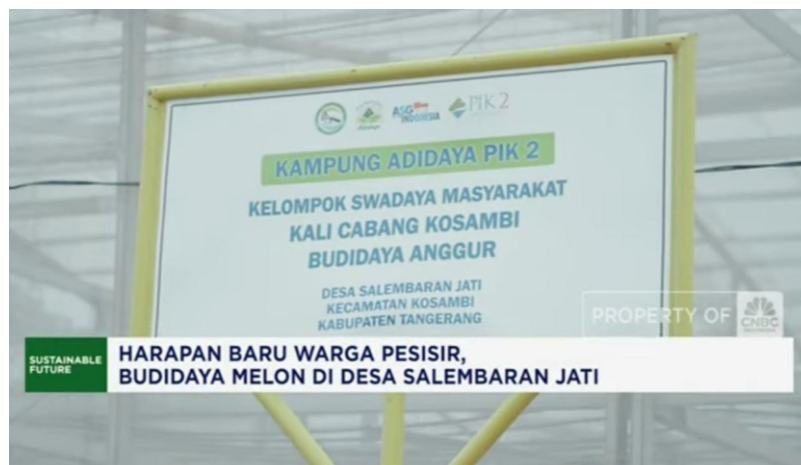 ASG
INDONESIA
PIK 2
KAMPUNG ADIDAYA PIK 2
KELOMPOK SWADAYA MASYARAKAT
KALI CABANG KOSAMBI
BUDIDAYA ANGGUR
DESA SALEMBARAN JATI
KECAMATAN KOSAMBI
KABUPATEN TANGERANG
PROPERTY OF CNBC
SUSTAINABLE
FUTURE
HARAPAN BARU WARGA PESISIR,
BUDIDAYA MELON DI DESA SALEMBARAN JATI